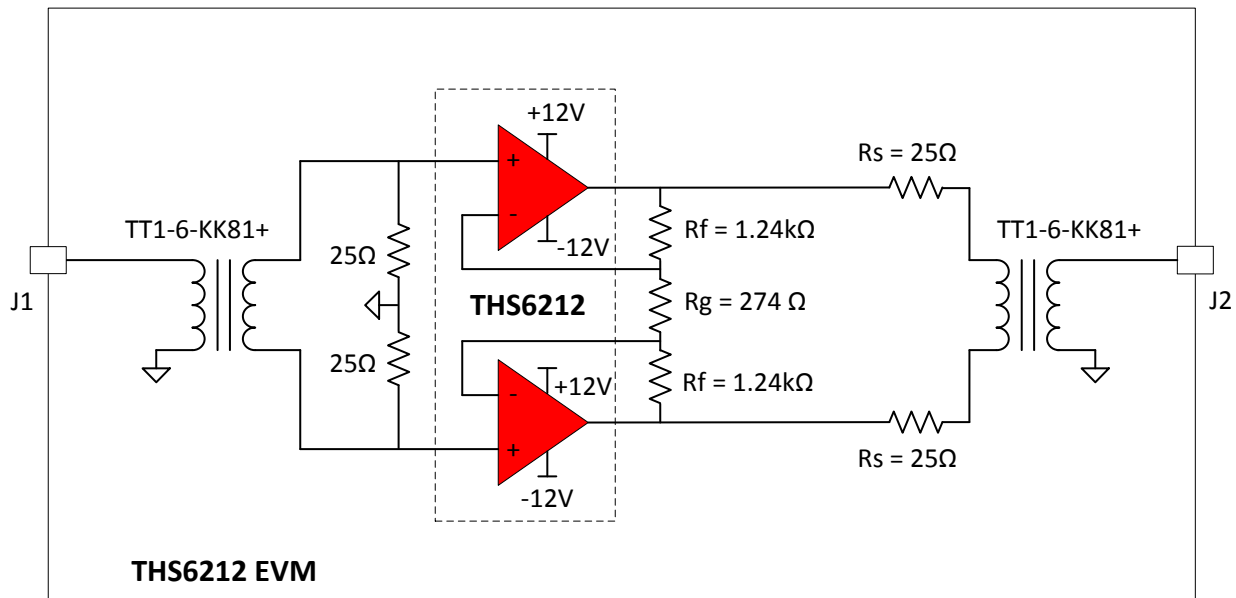 +12V
Rs = 25Ω
+
TT1-6-KK81+
-
Rf = 1.24kΩ
TT1-6-KK81+
25Ω
-12V
J1
THS6212
Rg = 274 Ω
J2
25Ω
-
+12V
Rf = 1.24kΩ
+
Rs = 25Ω
-12V
THS6212 EVM